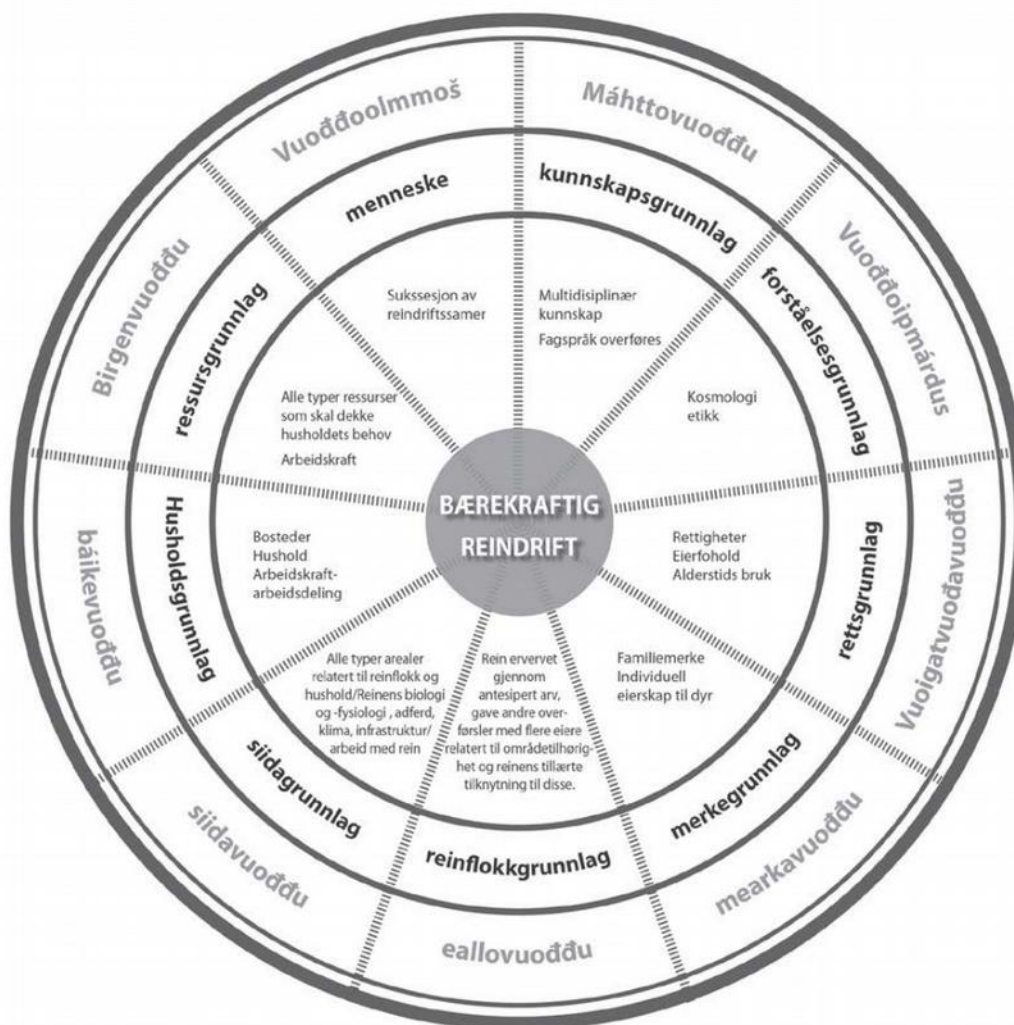 Vuođđoolmmoš
Máhttovuođđu
Vuođđoipmárdus
Vuoigatvuođavuođđu
mearkavuođđu
eallovuođđu
siidavuođđu
báikevuođđu
Birgenvuođđu
menneske
kunnskapsgrunnlag
forståelsesgrunnlag
rettsgrunnlag
merkegrunnlag
reinflokkgrunnlag
siidagrunnlag
Husholdsgrunnlag
ressursgrunnlag
Sukssesjon av
reindriftssamer
Multidisiplinær
kunnskap
Fagspråk overføres
Kosmologi
etikk
Rettigheter
Eierfohold
Alderstids bruk
Familiemerke
Individuell
eierskap til dyr
Rein ervervet
gjennom
antesipert arv,
gave andre over-
førsler med flere eiere
relatert til områdetilhørig-
het og reinens tillærte
tilknytning til disse.
Alle typer arealer
relatert til reinflokk og
hushold/Reinens biologi
og -fysiologi , adferd,
klima, infrastruktur/
arbeid med rein
Bosteder
Hushold
Arbeidskraft-
arbeidsdeling
Alle typer ressurser
som skal dekke
husholdets behov
Arbeidskraft
BÆREKRAFTIG
REINDRIFT